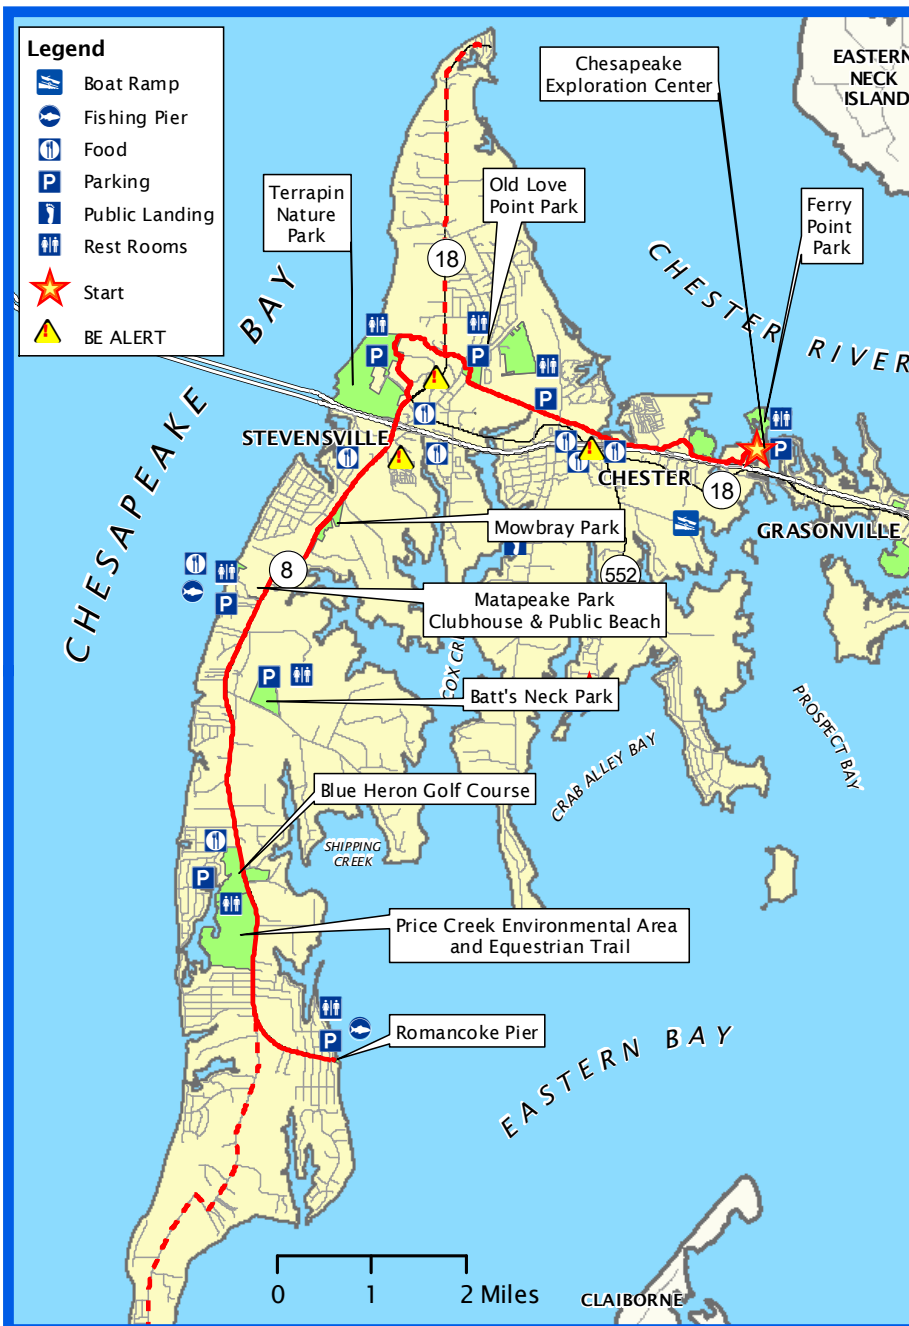 Legend
Boat Ramp
Fishing Pier
Food
P
Parking
Public Landing
Rest Rooms
Start
BE ALERT
Chesapeake
Exploration Center
EASTERN
NECK
ISLAND
Terrapin
Nature
Park
Old Love
Point Park
Ferry
Point
Park
18
CHESTER RIVER
CHESAPEAKE BAY
P
P
P
P
STEVENSVILLE
CHESTER
18
GRASONVILLE
Mowbray Park
8
552
Matapeake Park
Clubhouse & Public Beach
P
COX CRE
P
Batt's Neck Park
PROSPECT BAY
CRAB ALLEY BAY
Blue Heron Golf Course
SHIPPING
CREEK
P
Price Creek Environmental Area
and Equestrian Trail
P
Romancoke Pier
EASTERN BAY
0 1 2 Miles
CLAIBORNE